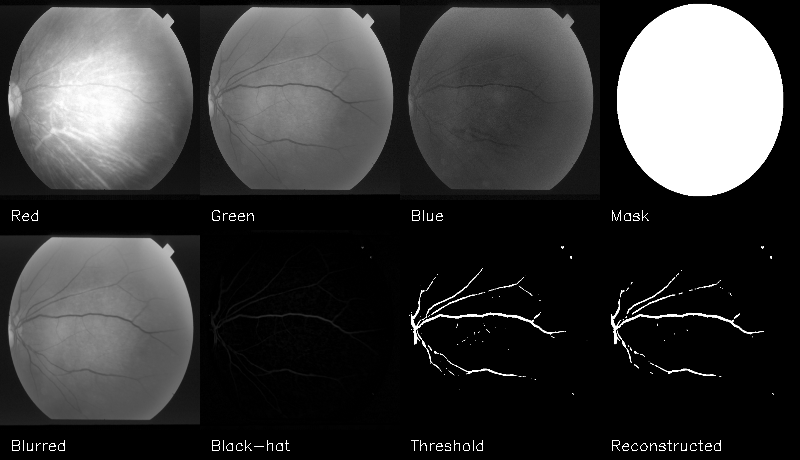 Red
Green
Blue
Mask
Blurred
Black-hat
Threshold
Reconstructed